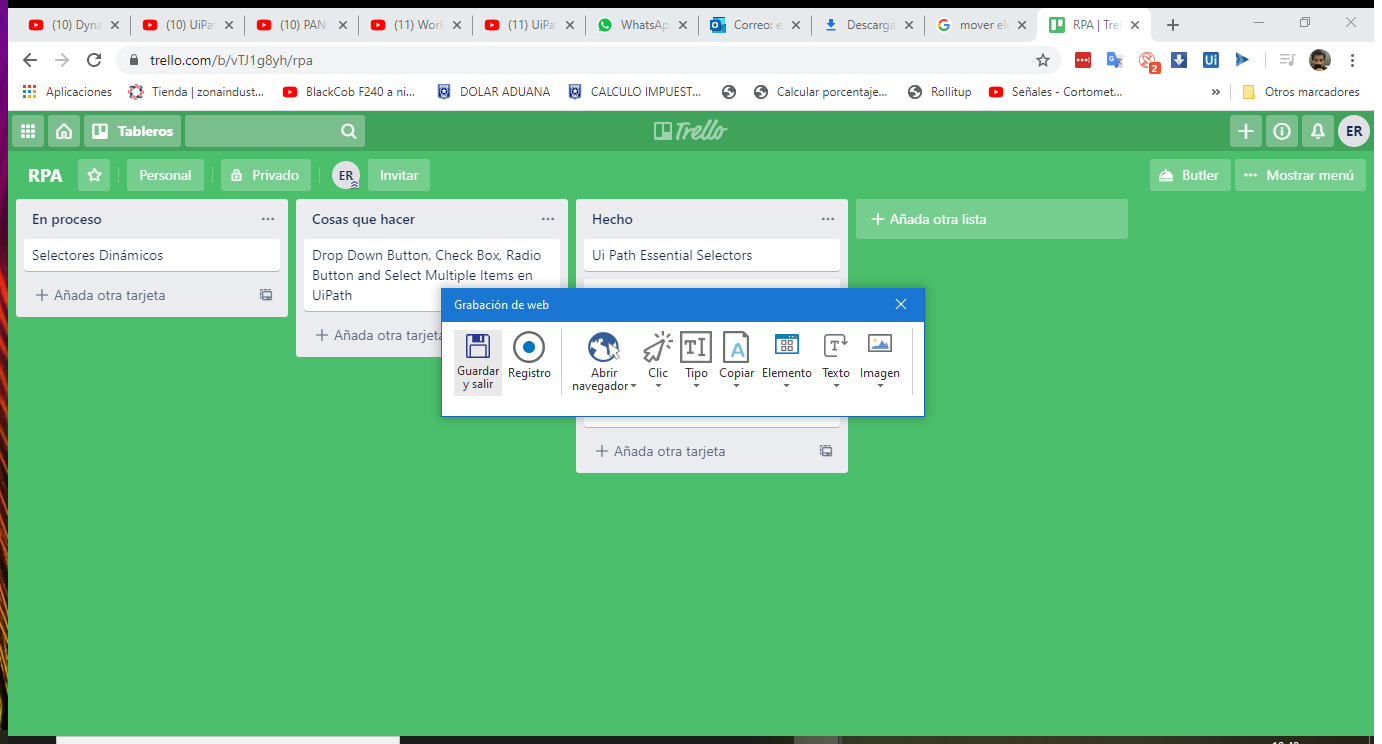 (10) Dyna
(10) UiPa
(10) PAN
(11) Work
(11) UiPa
WhatsAp
Correo: e
Descarga
mover el
RPA | Trel
trello.com/b/vTJ1g8yh/rpa
2
Ui
Aplicaciones
Tienda | zonaindust...
BlackCob F240 a ni...
DOLAR ADUANA
CALCULO IMPUEST...
Calcular porcentaje...
Rollitup
Señales - Cortomet...
»
Otros marcadores
Tableros
Trello
ER
RPA
Personal
Privado
ER
Invitar
Butler
Mostrar menú
En proceso
Selectores Dinámicos
Añada otra tarjeta
Cosas que hacer
Drop Down Button, Check Box, Radio
Button and Select Multiple Items en
UiPath
Añada otra tarjeta
Hecho
Ui Path Essential Selectors
Añada otra tarjeta
Añada otra lista
Grabación de web
Guardar
y salir
Registro
Abrir
navegador
Clic
Tipo
Copiar
Elemento
Texto
Imagen